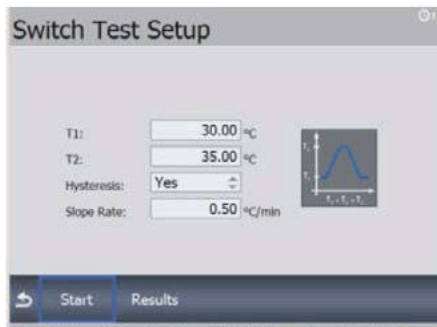 Switch Test Setup
T1: 30.00 °C
T2: 35.00 °C
Hysteresis: Yes
Slope Rate: 0.50 °C/min
Start Results